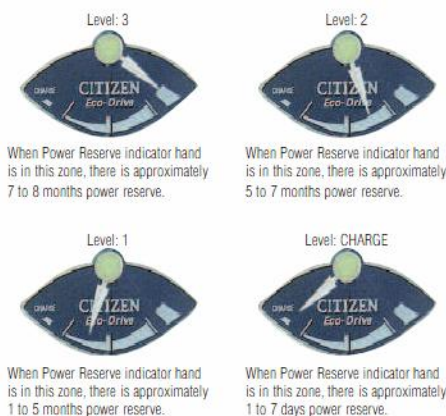 Level: 3
CHARGE
CITIZEN
Eco-Drive
When Power Reserve indicator hand
is in this zone, there is approximately
7 to 8 months power reserve.
Level: 2
CHARGE
CITIZEN
Eco-Drive
When Power Reserve indicator hand
is in this zone, there is approximately
5 to 7 months power reserve.
Level: 1
CHARGE
CITIZEN
Eco-Drive
When Power Reserve indicator hand
is in this zone, there is approximately
1 to 5 months power reserve.
Level: CHARGE
CHARGE
CITIZEN
Eco-Drive
When Power Reserve indicator hand
is in this zone, there is approximately
1 to 7 days power reserve.